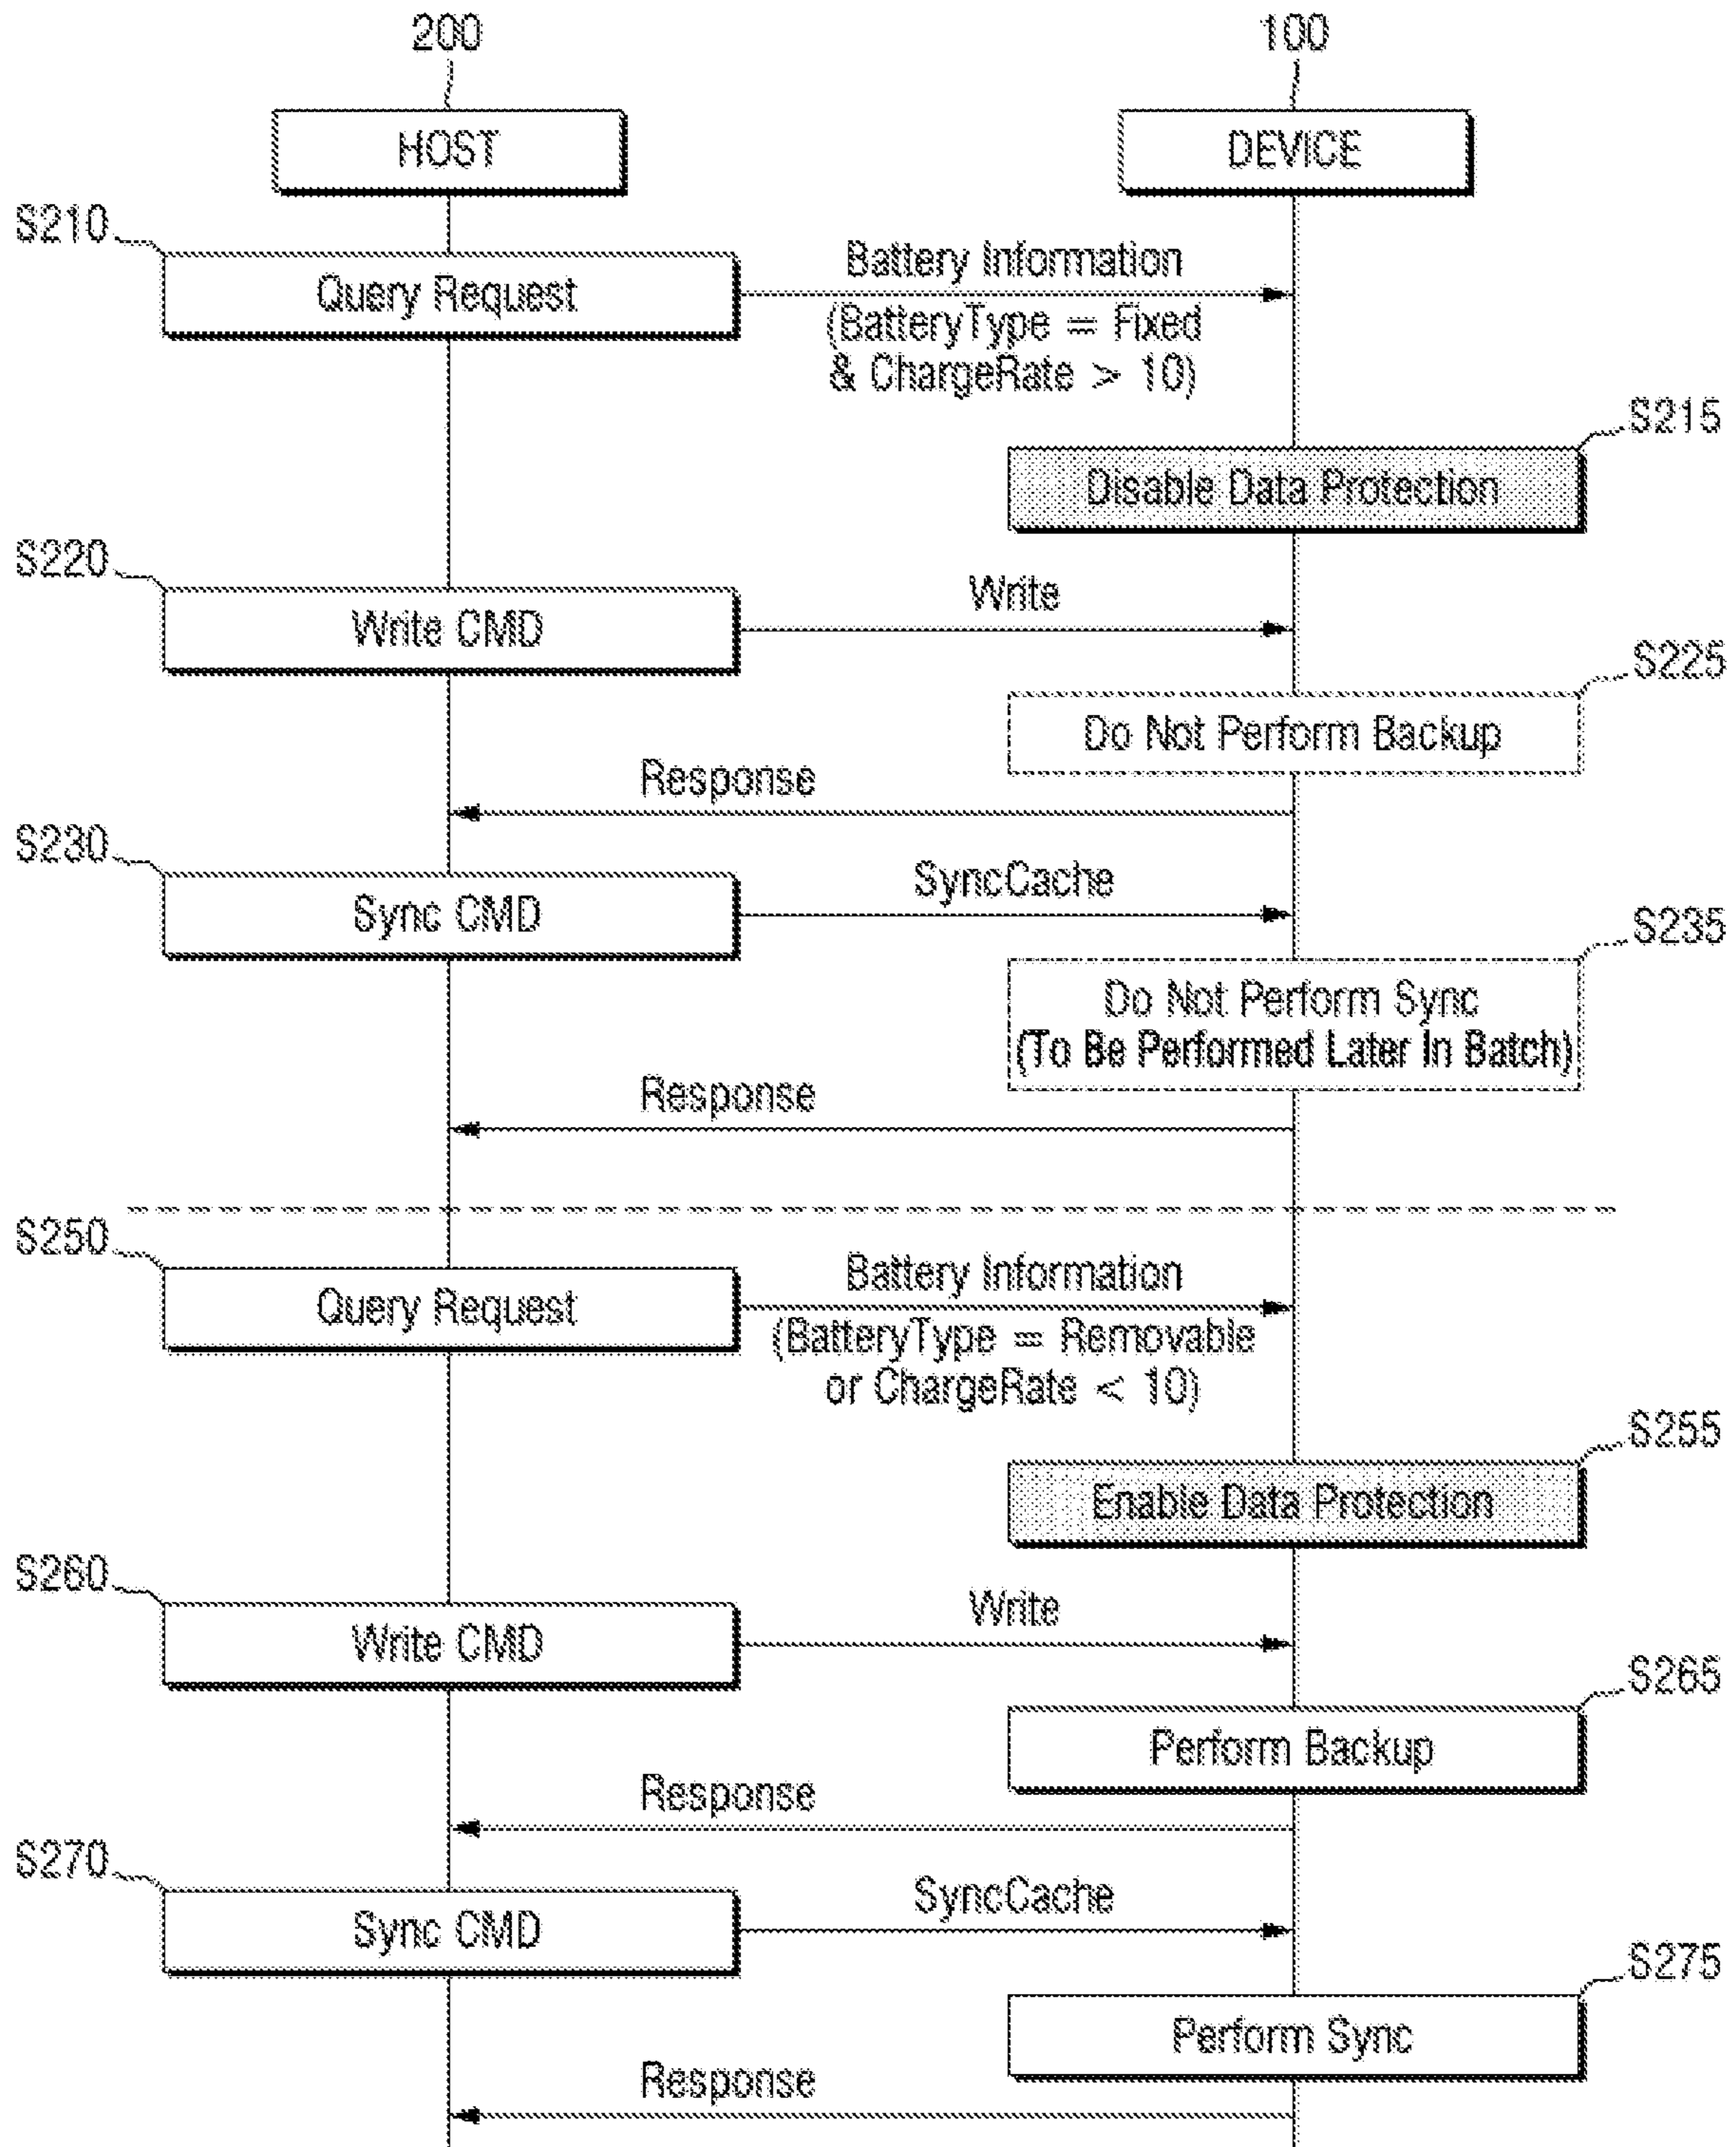 200
100
HOST
DEVICE
S210
Query Request
Battery Information
(BatteryType = Fixed
& ChargeRate > 10)
S215
Disable Data Protection
S220
Write CMD
Write
S225
Do Not Perform Backup
Response
S230
Sync CMD
SyncCache
S235
Do Not Perform Sync
(To Be Performed Later In Batch)
Response
S250
Query Request
Battery Information
(BatteryType = Removable
or ChargeRate < 10)
S255
Enable Data Protection
S260
Write CMD
Write
S265
Perform Backup
Response
S270
Sync CMD
SyncCache
S275
Perform Sync
Response